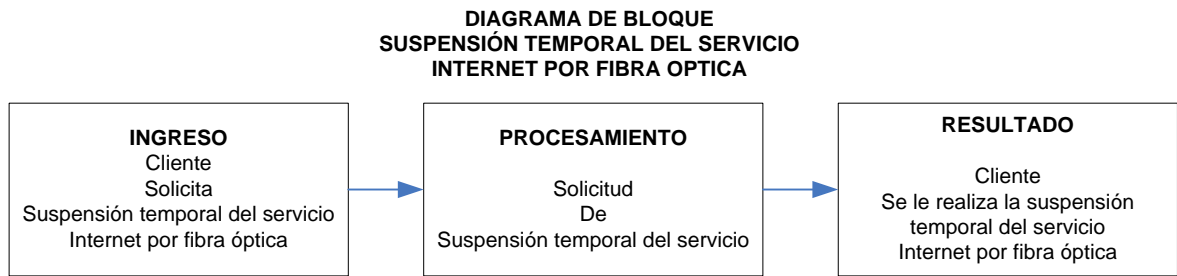 DIAGRAMA DE BLOQUE
SUSPENSIÓN TEMPORAL DEL SERVICIO
INTERNET POR FIBRA OPTICA
INGRESO
Cliente
Solicita
Suspensión temporal del servicio
Internet por fibra óptica
PROCESAMIENTO
Solicitud
De
Suspensión temporal del servicio
RESULTADO
Cliente
Se le realiza la suspensión
temporal del servicio
Internet por fibra óptica